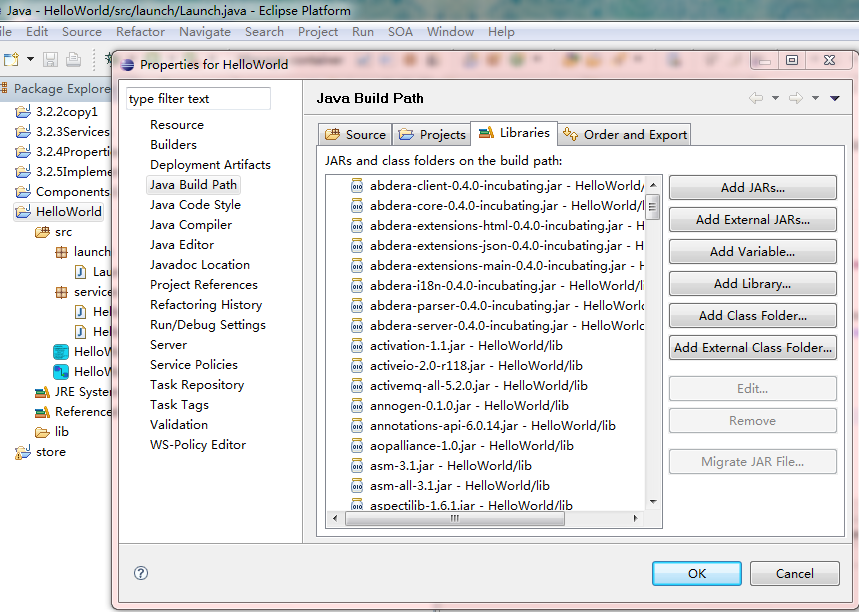 Java - HelloWorld/src/launch/Launch.java - Eclipse Platform
ile Edit Source Refactor Navigate Search Project Run SOA Window Help
Package Explore
3.2.2copy1
3.2.3Services
3.2.4Properti
3.2.5Impleme
Components
HelloWorld
src
launch
Lau
service
Hel
Hel
HelloW
HelloW
JRE System
Reference
lib
store
Properties for HelloWorld
type filter text
Resource
Builders
Deployment Artifacts
Java Build Path
Java Code Style
Java Compiler
Java Editor
Javadoc Location
Project References
Refactoring History
Run/Debug Settings
Server
Service Policies
Task Repository
Task Tags
Validation
WS-Policy Editor
Java Build Path
Source Projects Libraries Order and Export
JARs and class folders on the build path:
abdera-client-0.4.0-incubating.jar - HelloWorld/
abdera-core-0.4.0-incubating.jar - HelloWorld/
abdera-extensions-html-0.4.0-incubating.jar - H
abdera-extensions-json-0.4.0-incubating.jar - H
abdera-extensions-main-0.4.0-incubating.jar - H
abdera-i18n-0.4.0-incubating.jar - HelloWorld/l
abdera-parser-0.4.0-incubating.jar - HelloWorld
abdera-server-0.4.0-incubating.jar - HelloWorld
activation-1.1.jar - HelloWorld/lib
activeio-2.0-r118.jar - HelloWorld/lib
activemq-all-5.2.0.jar - HelloWorld/lib
annogen-0.1.0.jar - HelloWorld/lib
annotations-api-6.0.14.jar - HelloWorld/lib
aopalliance-1.0.jar - HelloWorld/lib
asm-3.1.jar - HelloWorld/lib
asm-all-3.1.jar - HelloWorld/lib
aspectjlib-1.6.1.jar - HelloWorld/lib
Add JARs...
Add External JARs...
Add Variable...
Add Library...
Add Class Folder...
Add External Class Folder...
Edit...
Remove
Migrate JAR File...
OK
Cancel